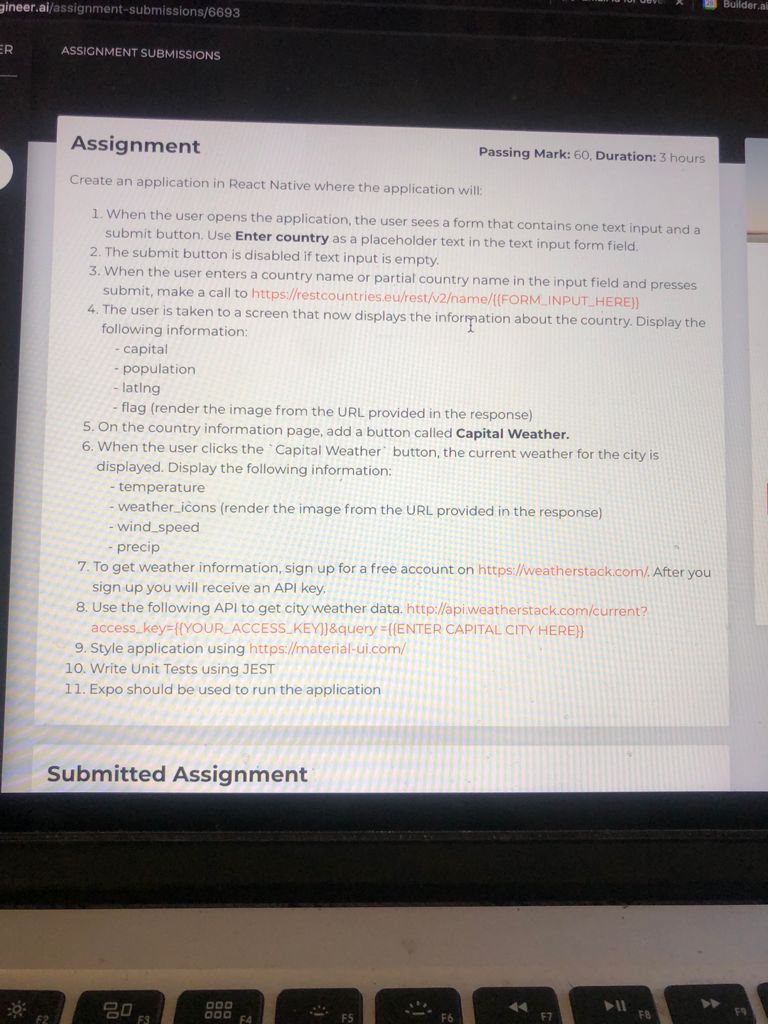 gineer.ai/assignment-submissions/6693
Builder.ai
ER
ASSIGNMENT SUBMISSIONS
Assignment
Passing Mark: 60, Duration: 3 hours
Create an application in React Native where the application will:
1. When the user opens the application, the user sees a form that contains one text input and a
submit button. Use Enter country as a placeholder text in the text input form field.
2. The submit button is disabled if text input is empty.
3. When the user enters a country name or partial country name in the input field and presses
submit, make a call to https://restcountries.eu/rest/v2/name/{{FORM_INPUT_HERE}}
4. The user is taken to a screen that now displays the information about the country. Display the
following information:
- capital
- population
- latlng
- flag (render the image from the URL provided in the response)
5. On the country information page, add a button called Capital Weather.
6. When the user clicks the `Capital Weather` button, the current weather for the city is
displayed. Display the following information:
- temperature
- weather_icons (render the image from the URL provided in the response)
- wind_speed
- precip
7. To get weather information, sign up for a free account on https://weatherstack.com/. After you
sign up you will receive an API key.
8. Use the following API to get city weather data. http://api.weatherstack.com/current?
access_key={{YOUR_ACCESS_KEY}}&query ={{ENTER CAPITAL CITY HERE}}
9. Style application using https://material-ui.com/
10. Write Unit Tests using JEST
11. Expo should be used to run the application
Submitted Assignment
F2
F3
F4
F5
F6
F7
F8
F9